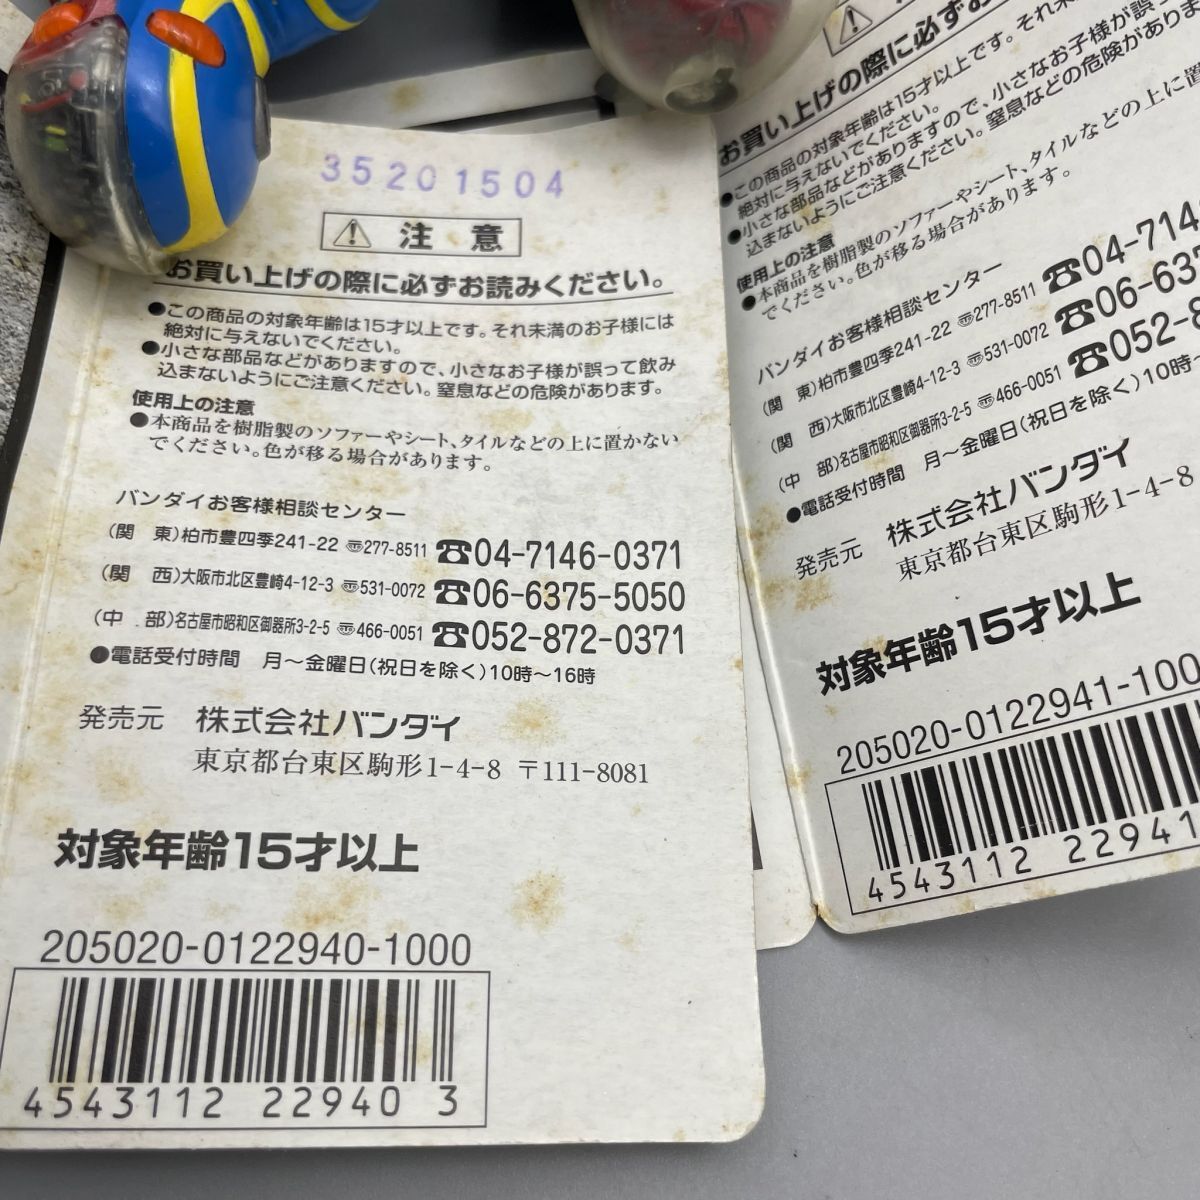 35201504
⚠ 注 意
お買い上げの際に必ずお読みください。
●この商品の対象年齢は15才以上です。それ未満のお子様には
絶対に与えないでください。
●小さな部品などがありますので、小さなお子様が誤って飲み
込まないようにご注意ください。窒息などの危険があります。
使用上の注意
●本商品を樹脂製のソファーやシート、タイルなどの上に置かない
でください。色が移る場合があります。
バンダイお客様相談センター
(関 東)柏市豊四季241-22 〠277-8511 ☎04-7146-0371
(関 西)大阪市北区豊崎4-12-3 〠531-0072 ☎06-6375-5050
(中 部)名古屋市昭和区御器所3-2-5 〠466-0051 ☎052-872-0371
●電話受付時間 月～金曜日(祝日を除く)10時～16時
発売元 株式会社バンダイ
東京都台東区駒形1-4-8 〒111-8081
対象年齢15才以上
205020-0122940-1000
4543112 22940 3
お買い上げの際に必ずお
●この商品の対象年齢は15才以上です。それ未
絶対に与えないでください。
●小さな部品などがありますので、小さなお子様が誤
込まないようにご注意ください。窒息などの危険がありま
使用上の注意
●本商品を樹脂製のソファーやシート、タイルなどの上に置
でください。色が移る場合があります。
バンダイお客様相談センター
(関 東)柏市豊四季241-22 〠277-8511 ☎04-714
(関 西)大阪市北区豊崎4-12-3 〠531-0072 ☎06-637
(中 部)名古屋市昭和区御器所3-2-5 〠466-0051 ☎052-8
●電話受付時間 月～金曜日(祝日を除く)10時
発売元 株式会社バンダイ
東京都台東区駒形1-4-8
対象年齢15才以上
205020-0122941-100
4543112 22941